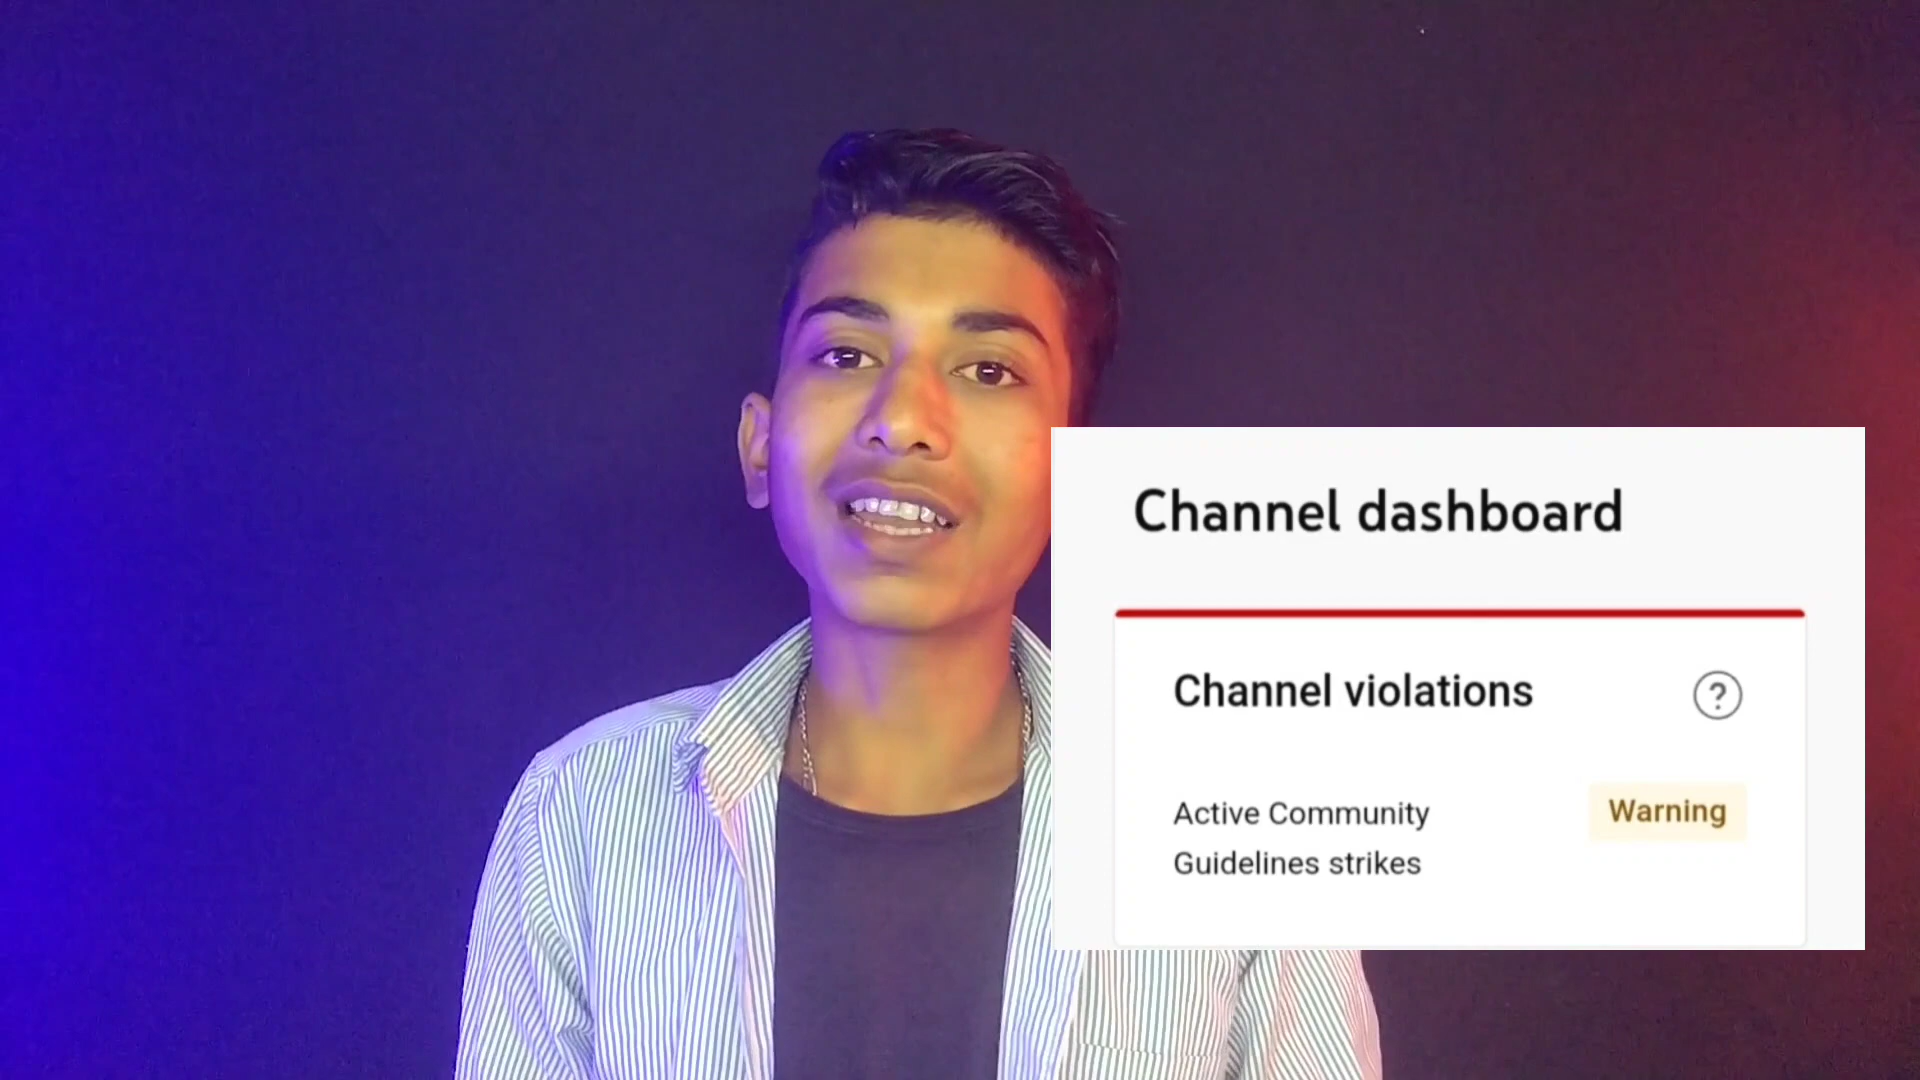 Channel dashboard
Channel violations
?
Active Community
Warning
Guidelines strikes